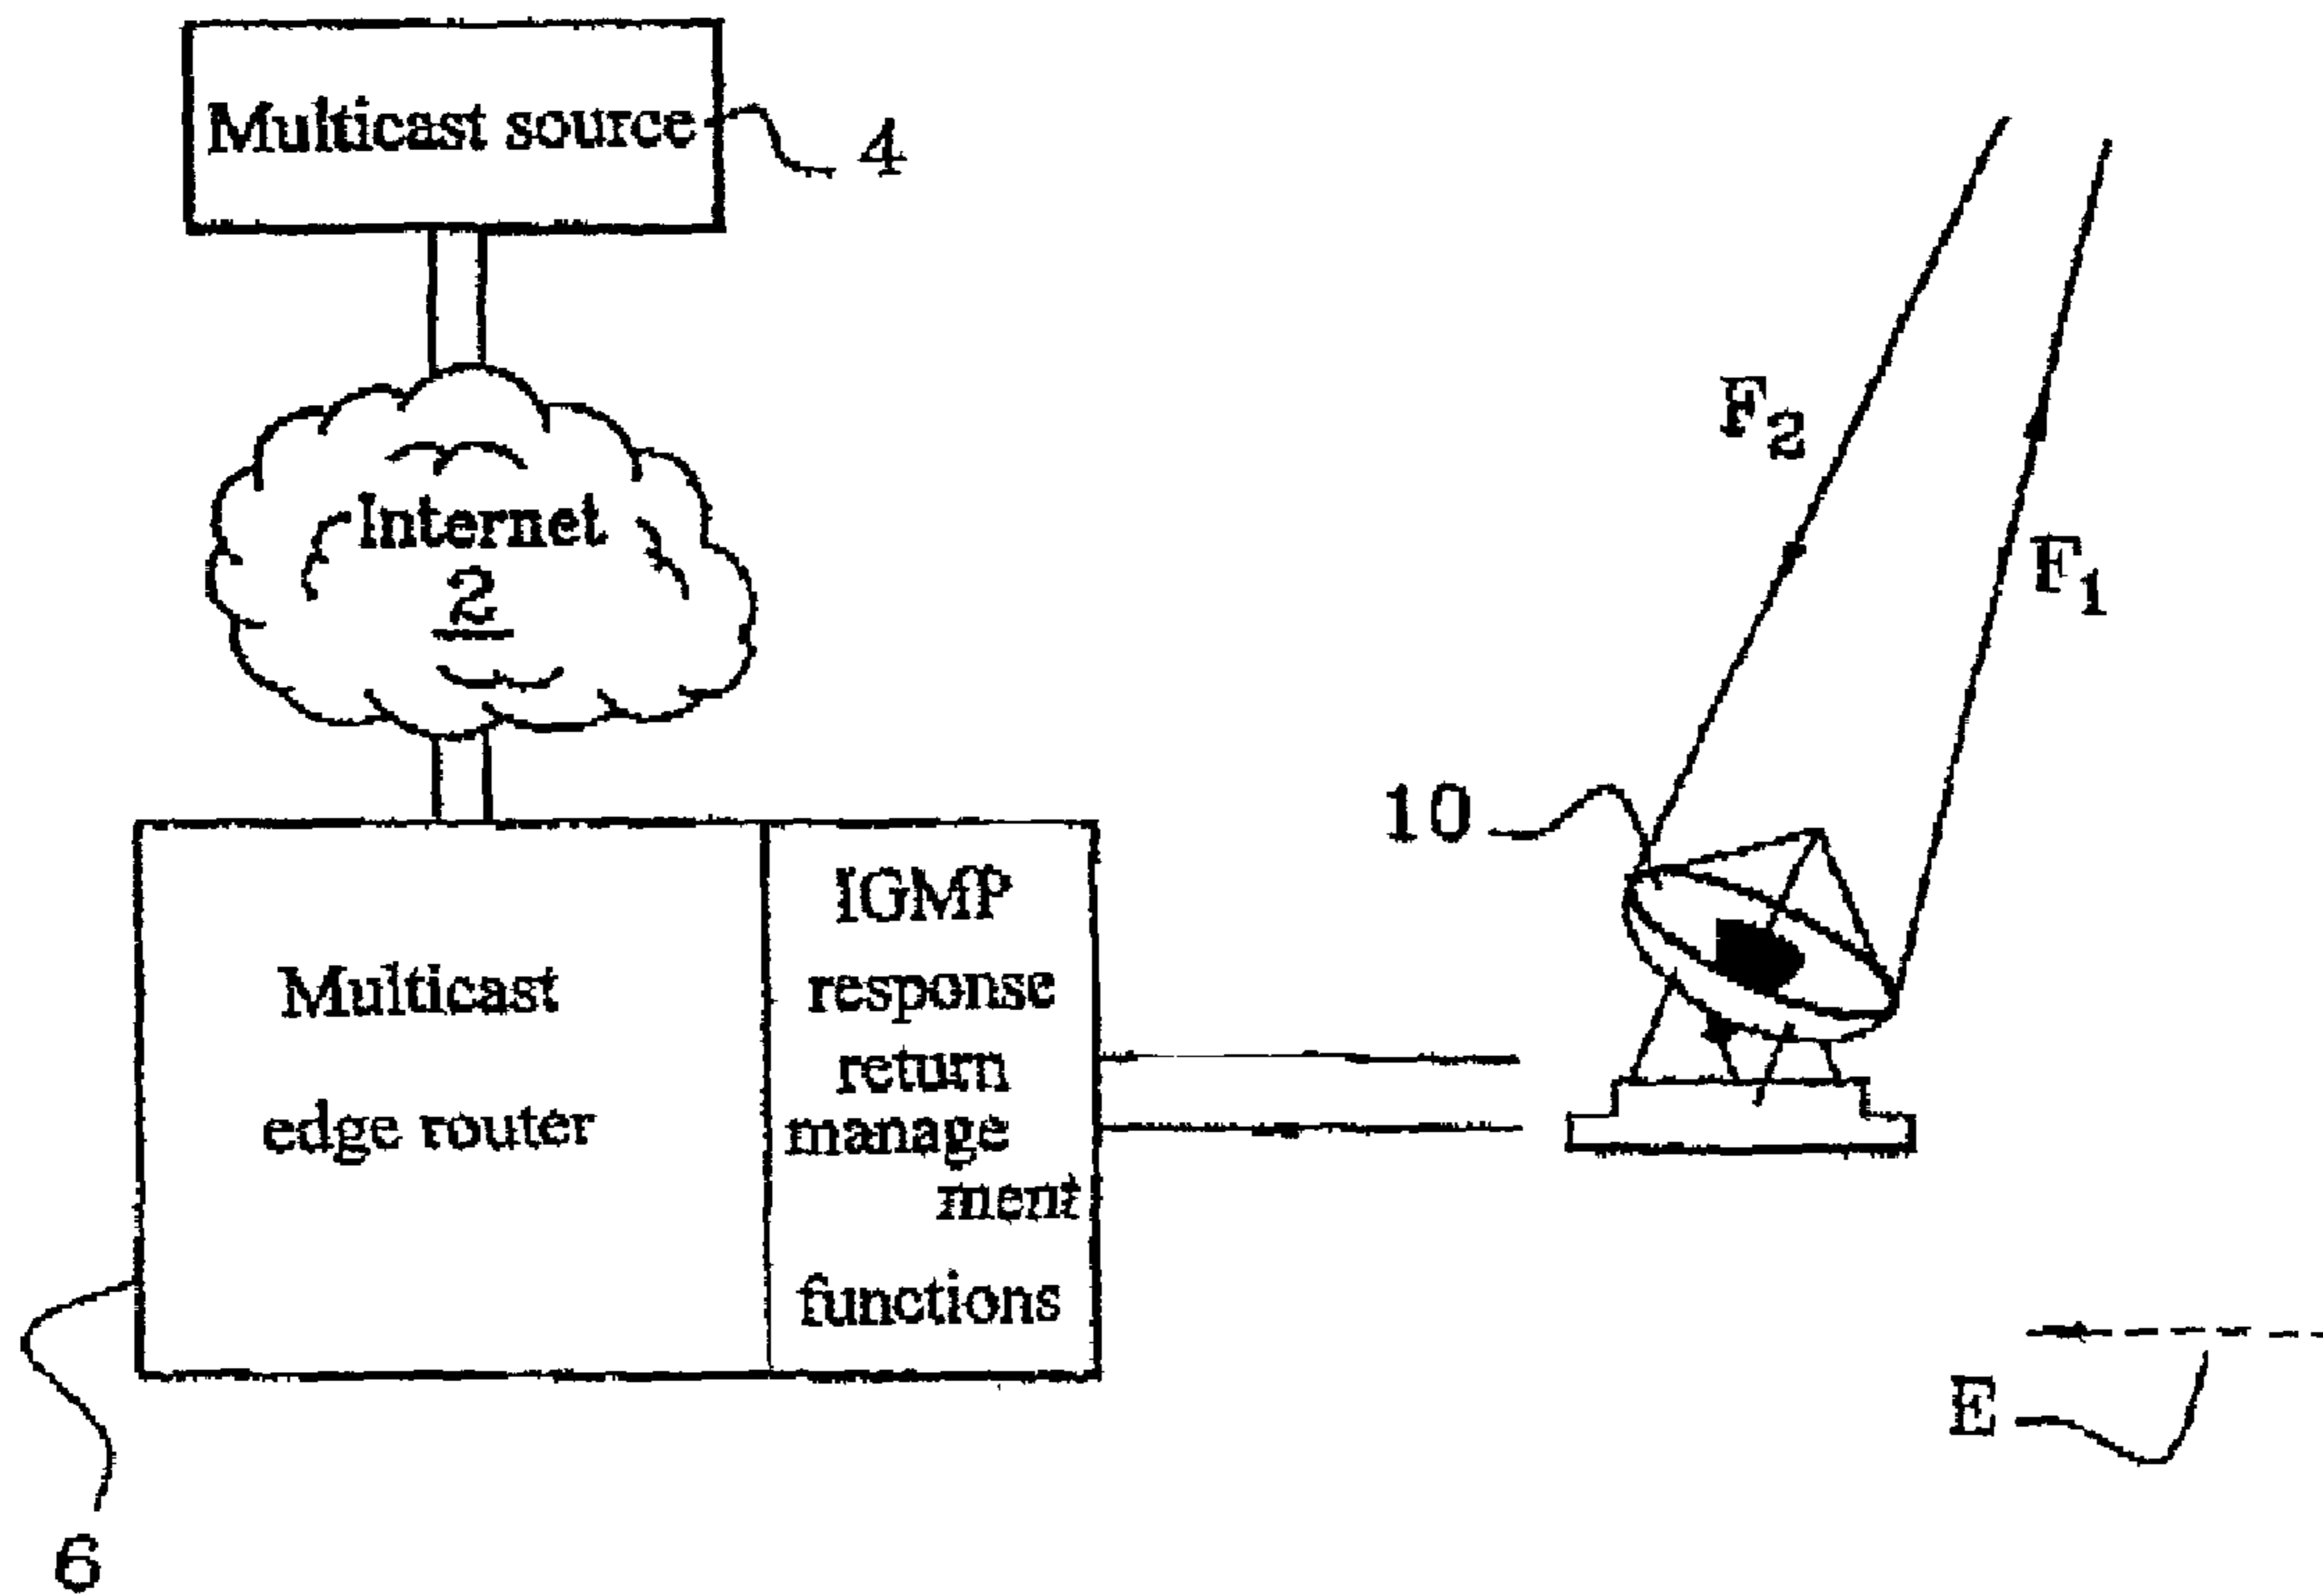 Multicast source
4
F2
Internet
2
F1
10
IGMP
response
return
manage
ment
functions
Multicast
edge router
E
6